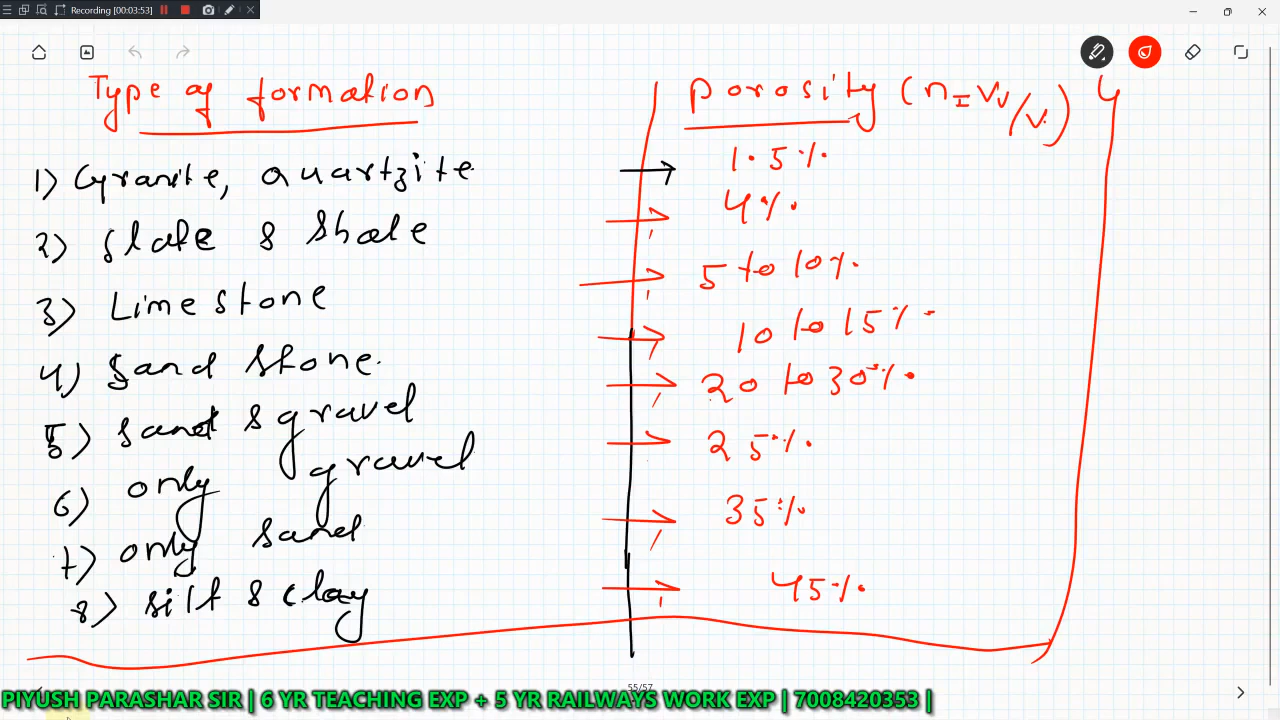 Recording [00:03:53]
Type of formation Porosity (n = Vv/V)
1) Granite, Quartzite → 1.5%
2) Slate & Shale → 4%
3) Lime stone → 5 to 10%
4) Sand stone. → 10 to 15%
5) Sand & gravel → 20 to 30%
6) only gravel → 25%
7) only sand → 35%
8) Silt & clay → 45%
55/57
PIYUSH PARASHAR SIR | 6 YR TEACHING EXP + 5 YR RAILWAYS WORK EXP | 7008420353 |